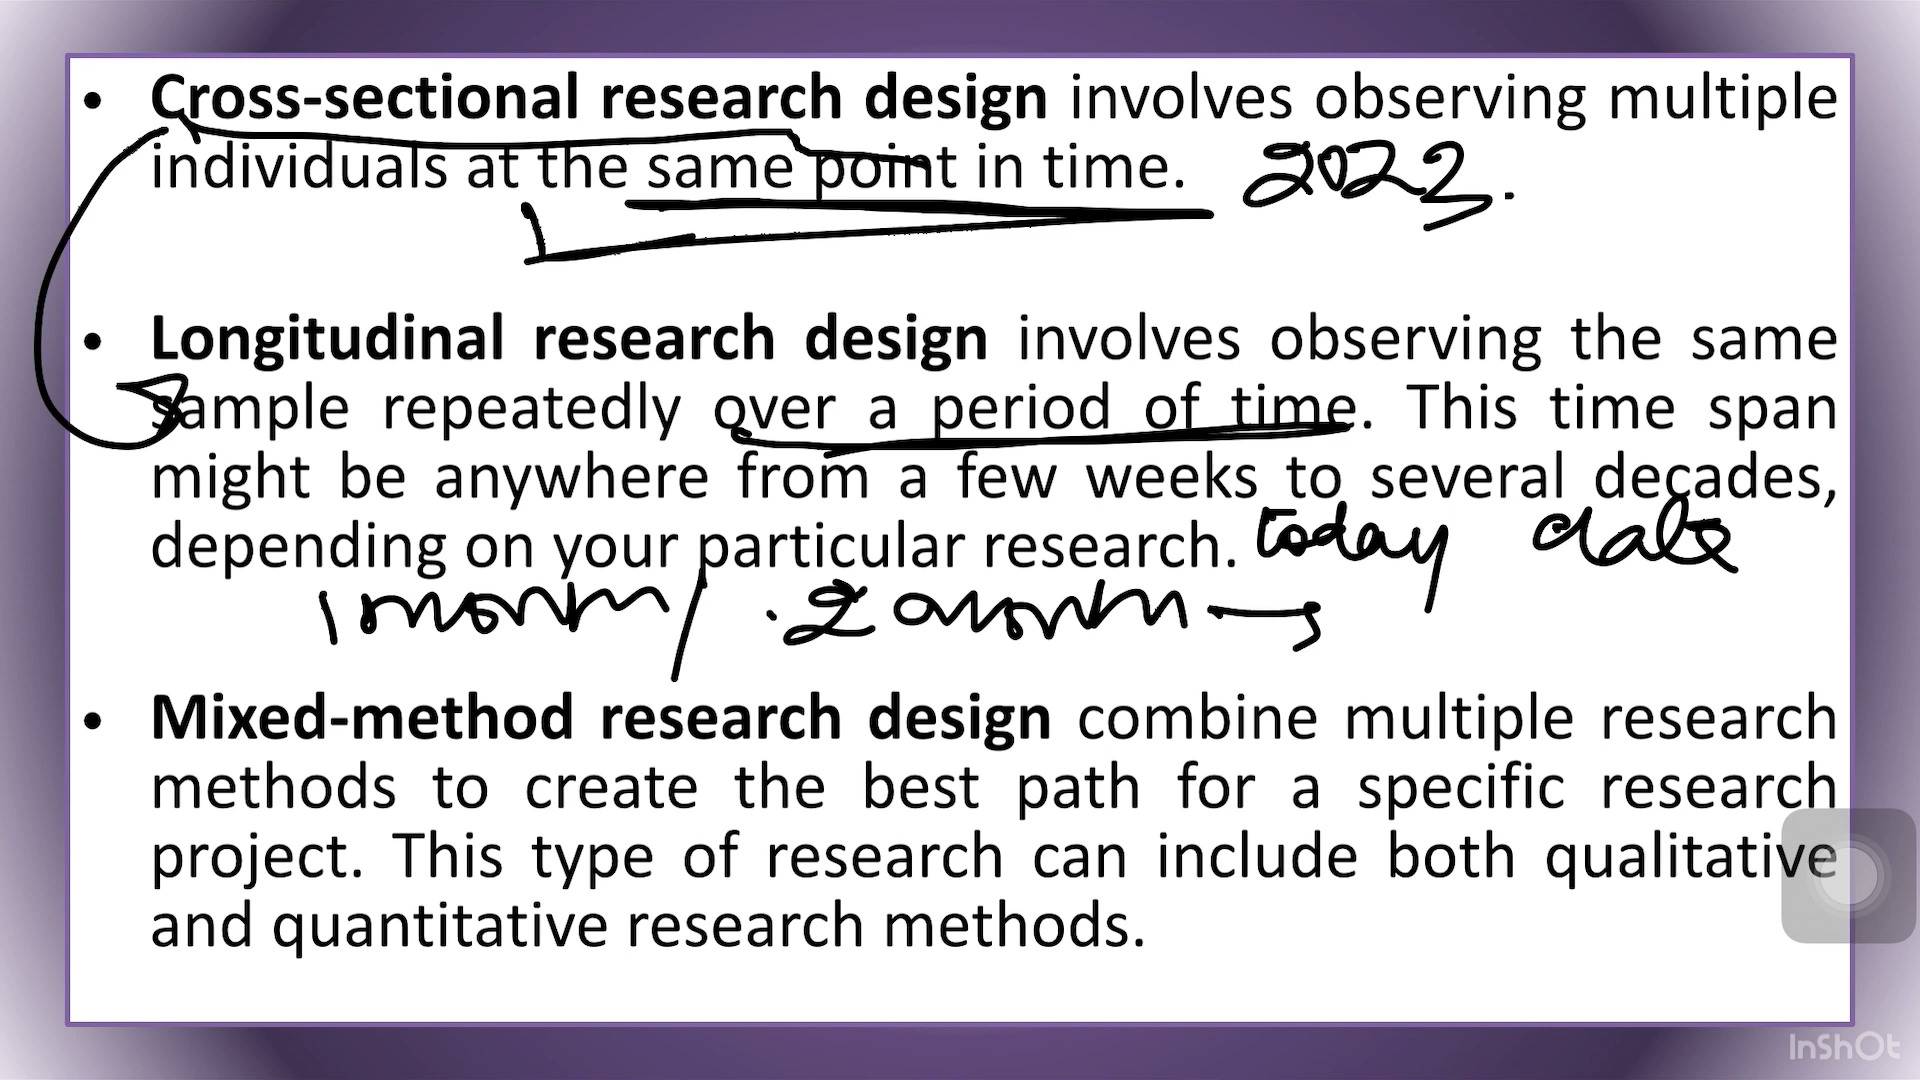 • Cross-sectional research design involves observing multiple
individuals at the same point in time. 2023.
• Longitudinal research design involves observing the same
sample repeatedly over a period of time. This time span
might be anywhere from a few weeks to several decades,
depending on your particular research. today date
1 month / 2 month
• Mixed-method research design combine multiple research
methods to create the best path for a specific research
project. This type of research can include both qualitative
and quantitative research methods.
InShOt